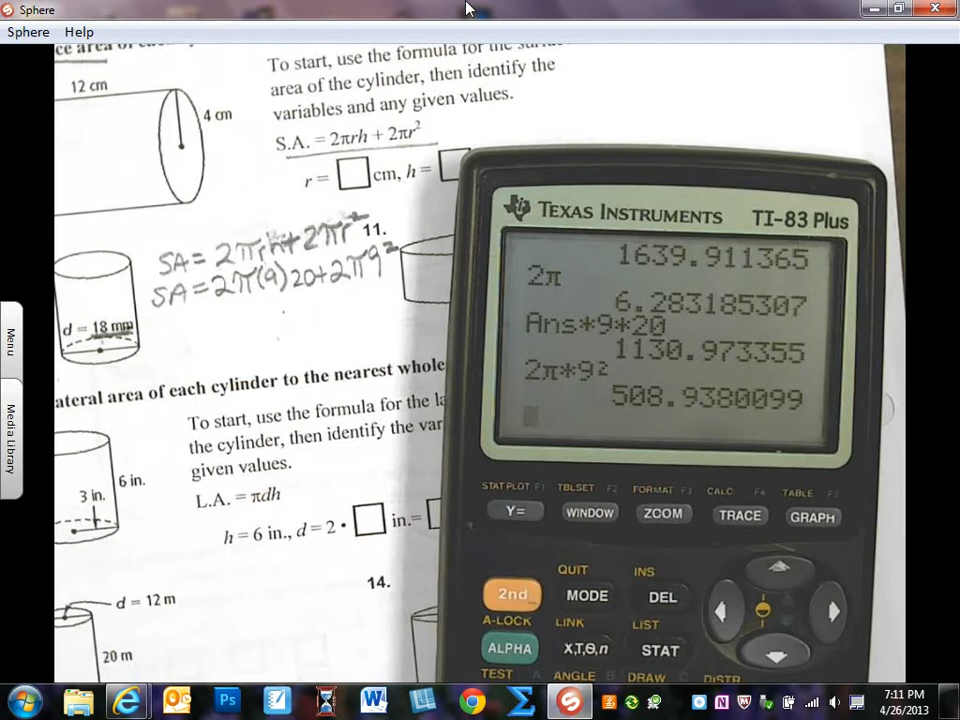 Sphere
Sphere Help
Menu
Media Library
12 cm
4 cm
To start, use the formula for the
area of the cylinder, then identify the
variables and any given values.
S.A. = 2πrh + 2πr²
r = cm, h =
SA = 2πrh + 2πr²
SA = 2π(9)20+2π9²
11.
d = 18 mm
lateral area of each cylinder to the nearest whole
To start, use the formula for the
the cylinder, then identify the
given values.
L.A. = πdh
h = 6 in., d = 2 • in.=
6 in.
3 in.
14.
d = 12 m
20 m
TEXAS INSTRUMENTS TI-83 Plus
1639.911365
2π
6.283185307
Ans*9*20
1130.973355
2π*9²
508.9380099
STAT PLOT F1 TBLSET F2 FORMAT F3 CALC F4 TABLE F5
Y= WINDOW ZOOM TRACE GRAPH
QUIT INS
2nd MODE DEL
A-LOCK LINK LIST
ALPHA X,T,Θ,n STAT
TEST A ANGLE B DRAW C DISTR
7:11 PM
4/26/2013